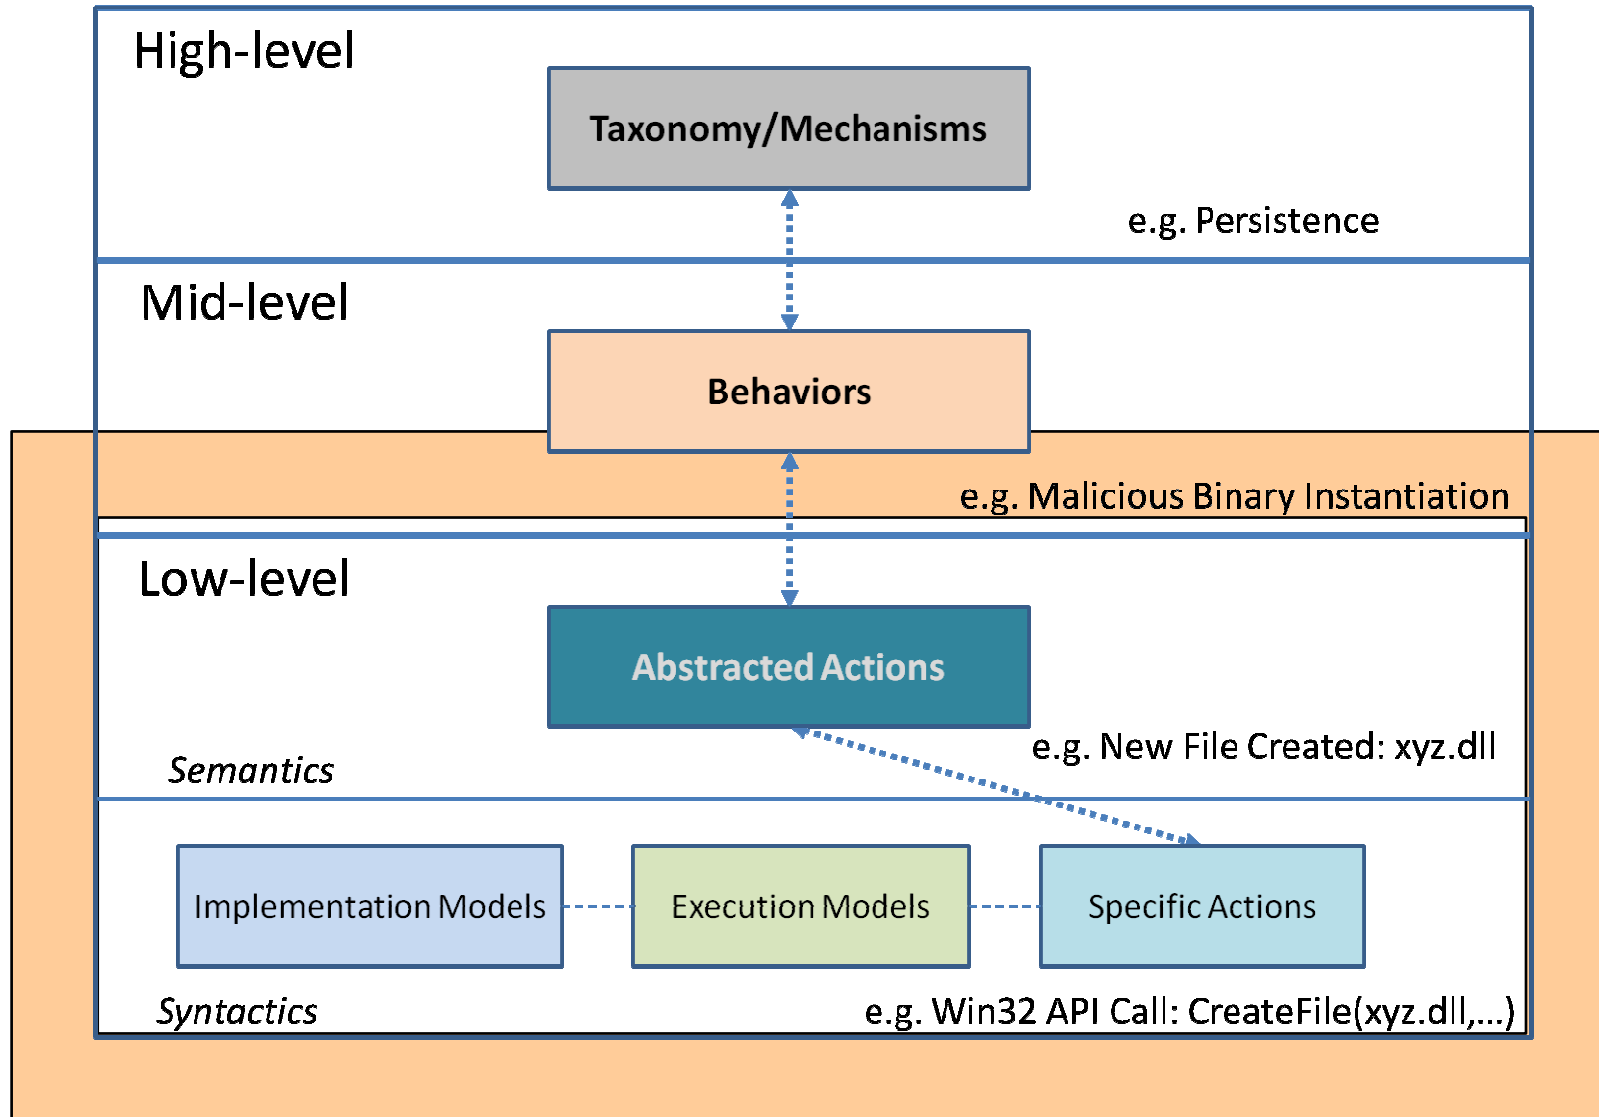 High-level
Taxonomy/Mechanisms
e.g. Persistence
Mid-level
Behaviors
e.g. Malicious Binary Instantiation
Low-level
Abstracted Actions
e.g. New File Created: xyz.dll
Semantics
Implementation Models
Execution Models
Specific Actions
Syntactics
e.g. Win32 API Call: CreateFile(xyz.dll,...)